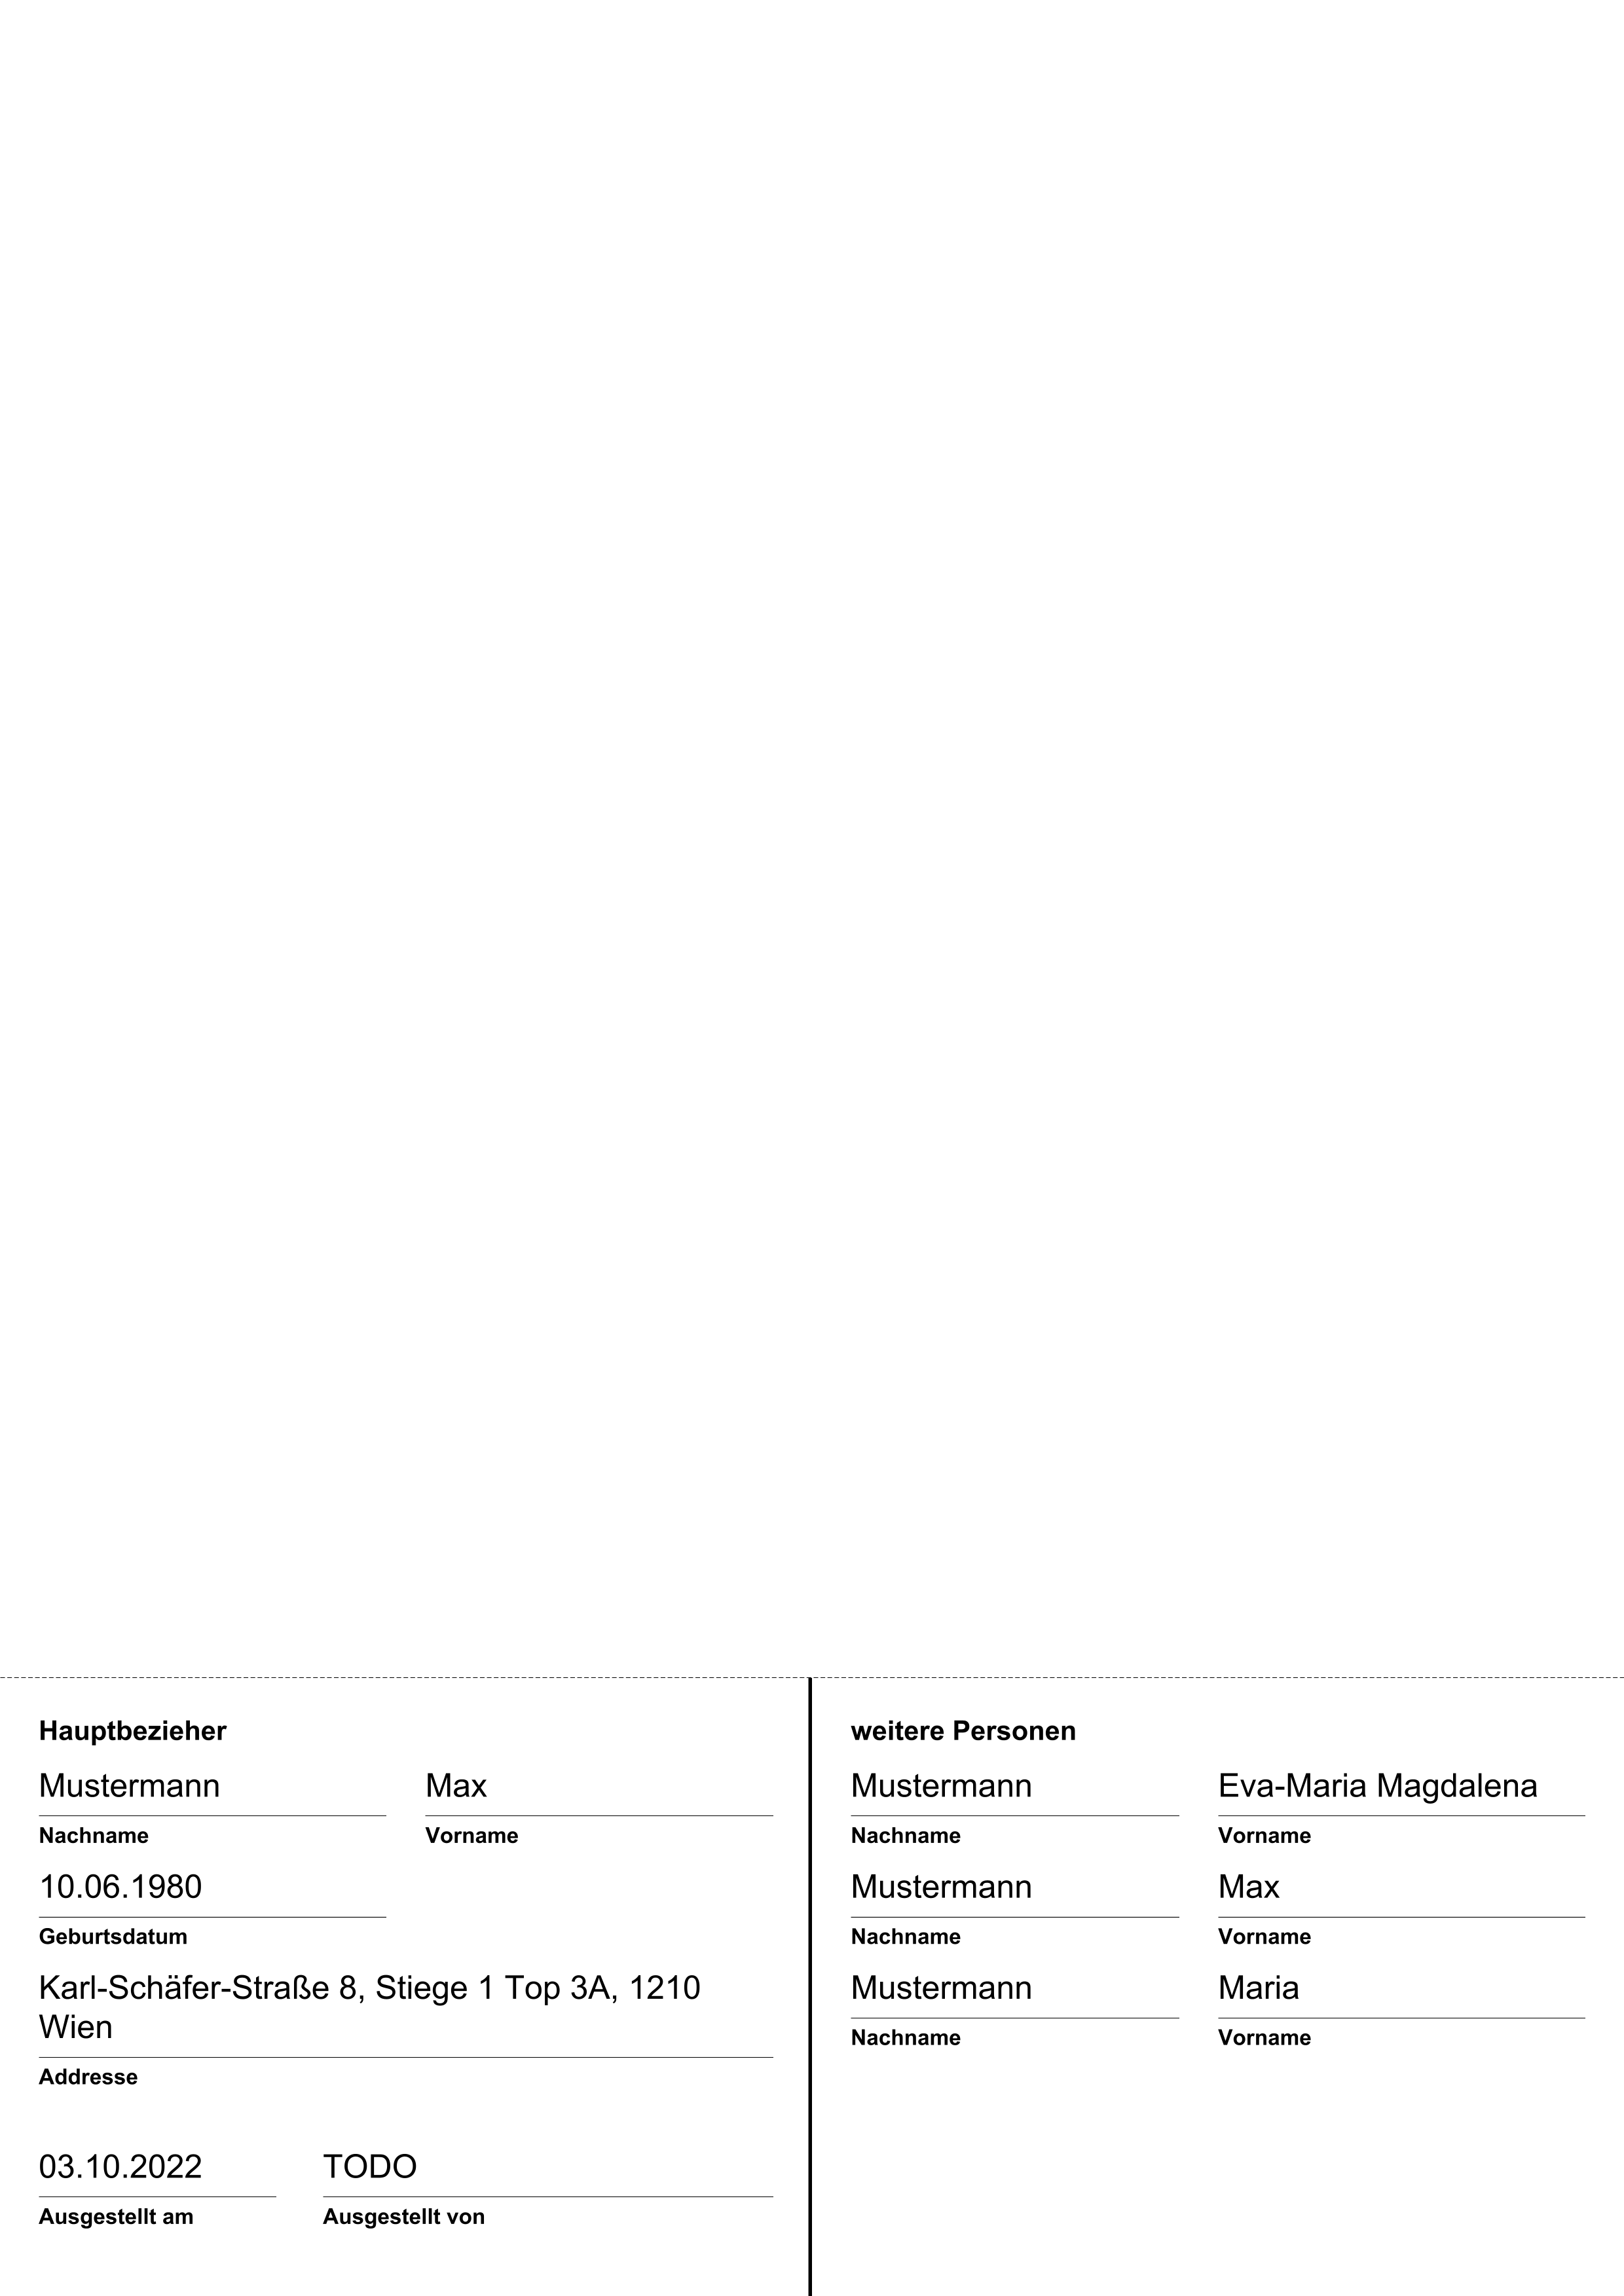 Hauptbezieher
Mustermann Max
Nachname Vorname
10.06.1980
Geburtsdatum
Karl-Schäfer-Straße 8, Stiege 1 Top 3A, 1210
Wien
Addresse
03.10.2022 TODO
Ausgestellt am Ausgestellt von
weitere Personen
Mustermann Eva-Maria Magdalena
Nachname Vorname
Mustermann Max
Nachname Vorname
Mustermann Maria
Nachname Vorname